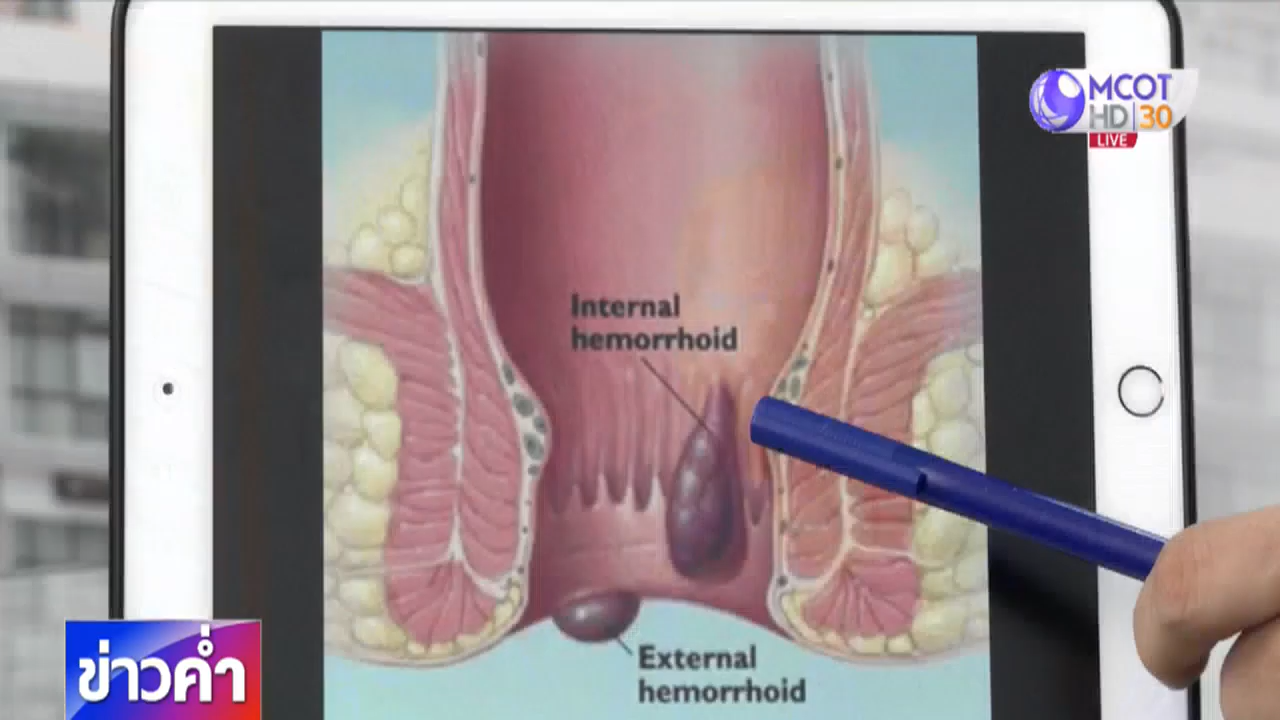 MCOT
HD 30
LIVE
Internal
hemorrhoid
External
hemorrhoid
ข่าวค่ำ